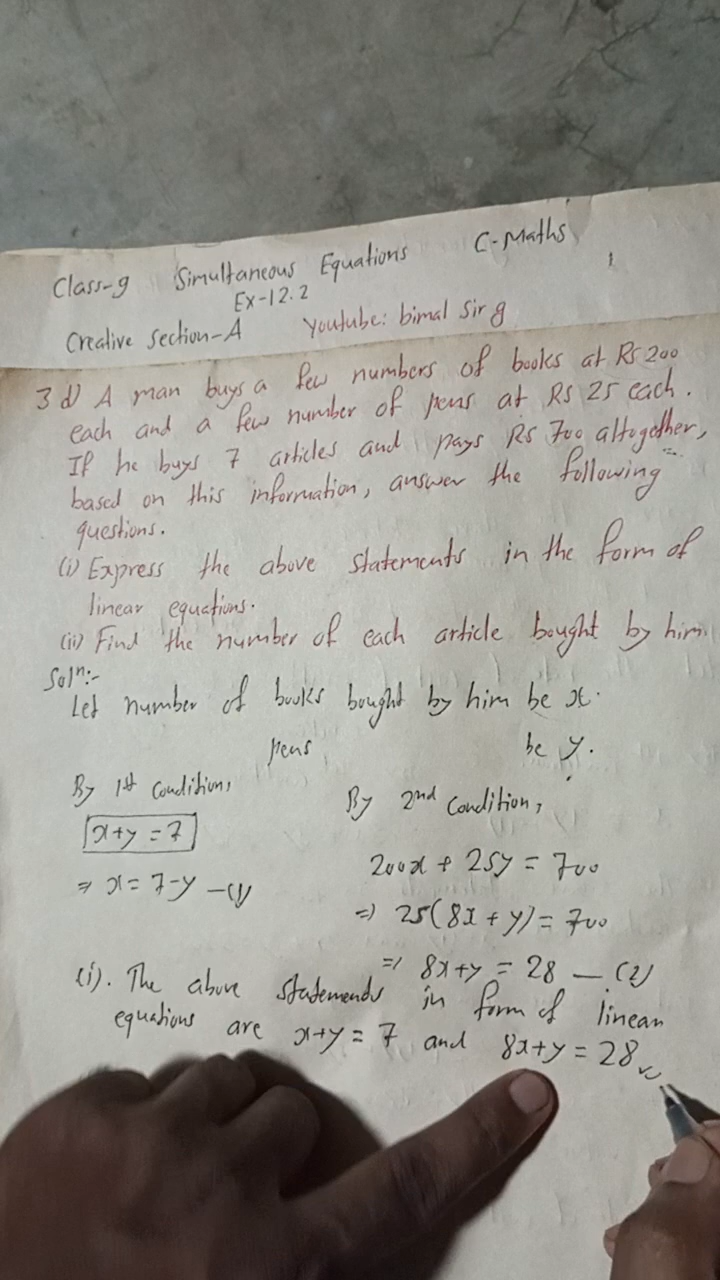 Class-9 Simultaneous Equations C-Maths
Ex-12.2
Creative Section-A Youtube: bimal sir g
3 d) A man buys a few numbers of books at Rs 200
each and a few number of pens at Rs 25 each.
If he buys 7 articles and pays Rs 700 altogether,
based on this information, answer the following
questions.
(i) Express the above statements in the form of
linear equations.
(ii) Find the number of each article bought by him.
Solⁿ:-
Let number of books bought by him be x.
pens be y.
By 1st Condition,
x+y = 7
⇒ x = 7-y —(1)
By 2nd Condition,
200x + 25y = 700
⇒ 25(8x + y) = 700
⇒ 8x+y = 28 — (2)
(i). The above statements in form of linear
equations are x+y = 7 and 8x+y = 28